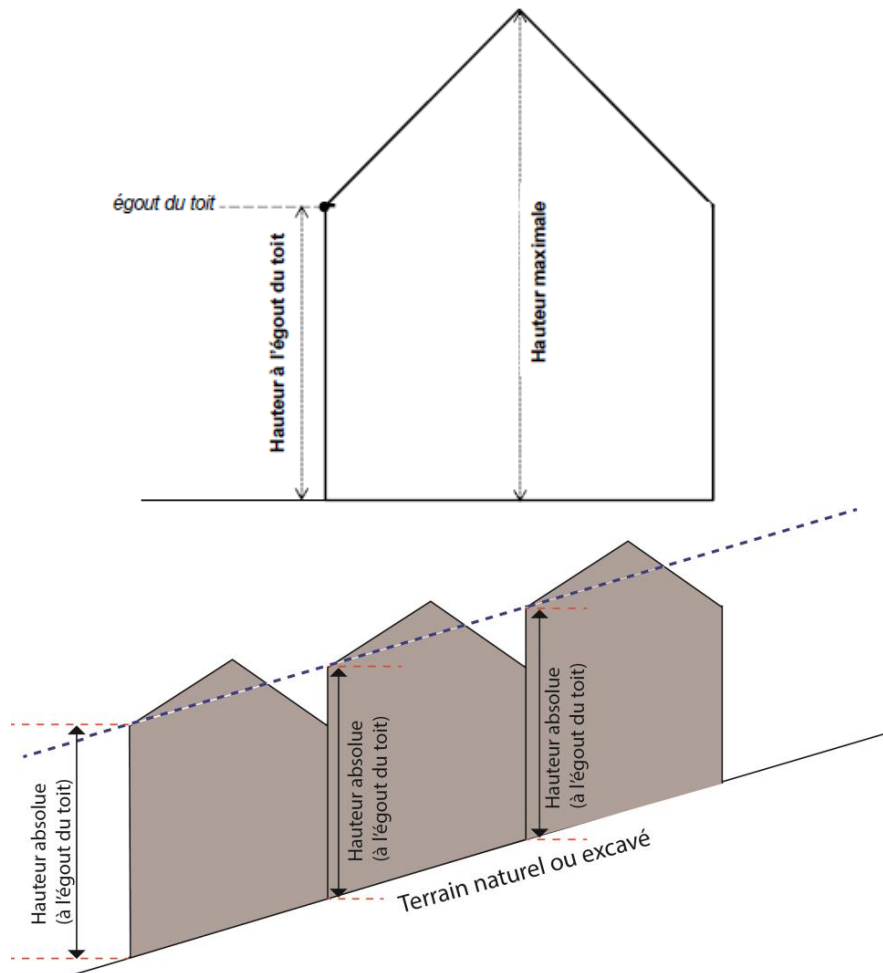 égout du toit
Hauteur à l'égout du toit
Hauteur maximale
Hauteur absolue
(à l'égout du toit)
Hauteur absolue
(à l'égout du toit)
Hauteur absolue
(à l'égout du toit)
Terrain naturel ou excavé